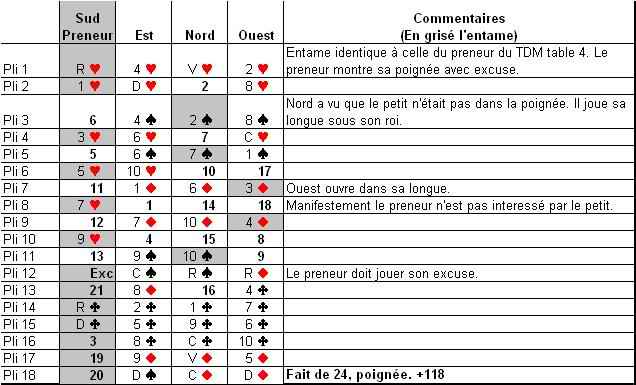 Sud Preneur Est Nord Ouest Commentaires (En grisé l'entame)
Pli 1 R ♥ 4 ♥ V ♥ 2 ♥ Entame identique à celle du preneur du TDM table 4. Le preneur montre sa poignée avec excuse.
Pli 2 1 ♥ D ♥ 2 8 ♥
Pli 3 6 4 ♠ 2 ♠ 8 ♠ Nord a vu que le petit n'était pas dans la poignée. Il joue sa longue sous son roi.
Pli 4 3 ♥ 6 ♥ 7 C ♥
Pli 5 5 6 ♠ 7 ♠ 1 ♠
Pli 6 5 ♥ 10 ♥ 10 17
Pli 7 11 1 ♦ 6 ♦ 3 ♦ Ouest ouvre dans sa longue.
Pli 8 7 ♥ 1 14 18 Manifestement le preneur n'est pas interessé par le petit.
Pli 9 12 7 ♦ 10 ♦ 4 ♦
Pli 10 9 ♥ 4 15 8
Pli 11 13 9 ♠ 10 ♠ 9
Pli 12 Exc C ♠ R ♠ R ♦ Le preneur doit jouer son excuse.
Pli 13 21 8 ♦ 16 4 ♣
Pli 14 R ♣ 2 ♣ 1 ♣ 7 ♣
Pli 15 D ♣ 5 ♣ 9 ♣ 6 ♣
Pli 16 3 8 ♣ C ♣ 10 ♣
Pli 17 19 9 ♦ V ♦ 5 ♦
Pli 18 20 D ♠ C ♦ D ♦ Fait de 24, poignée. +118